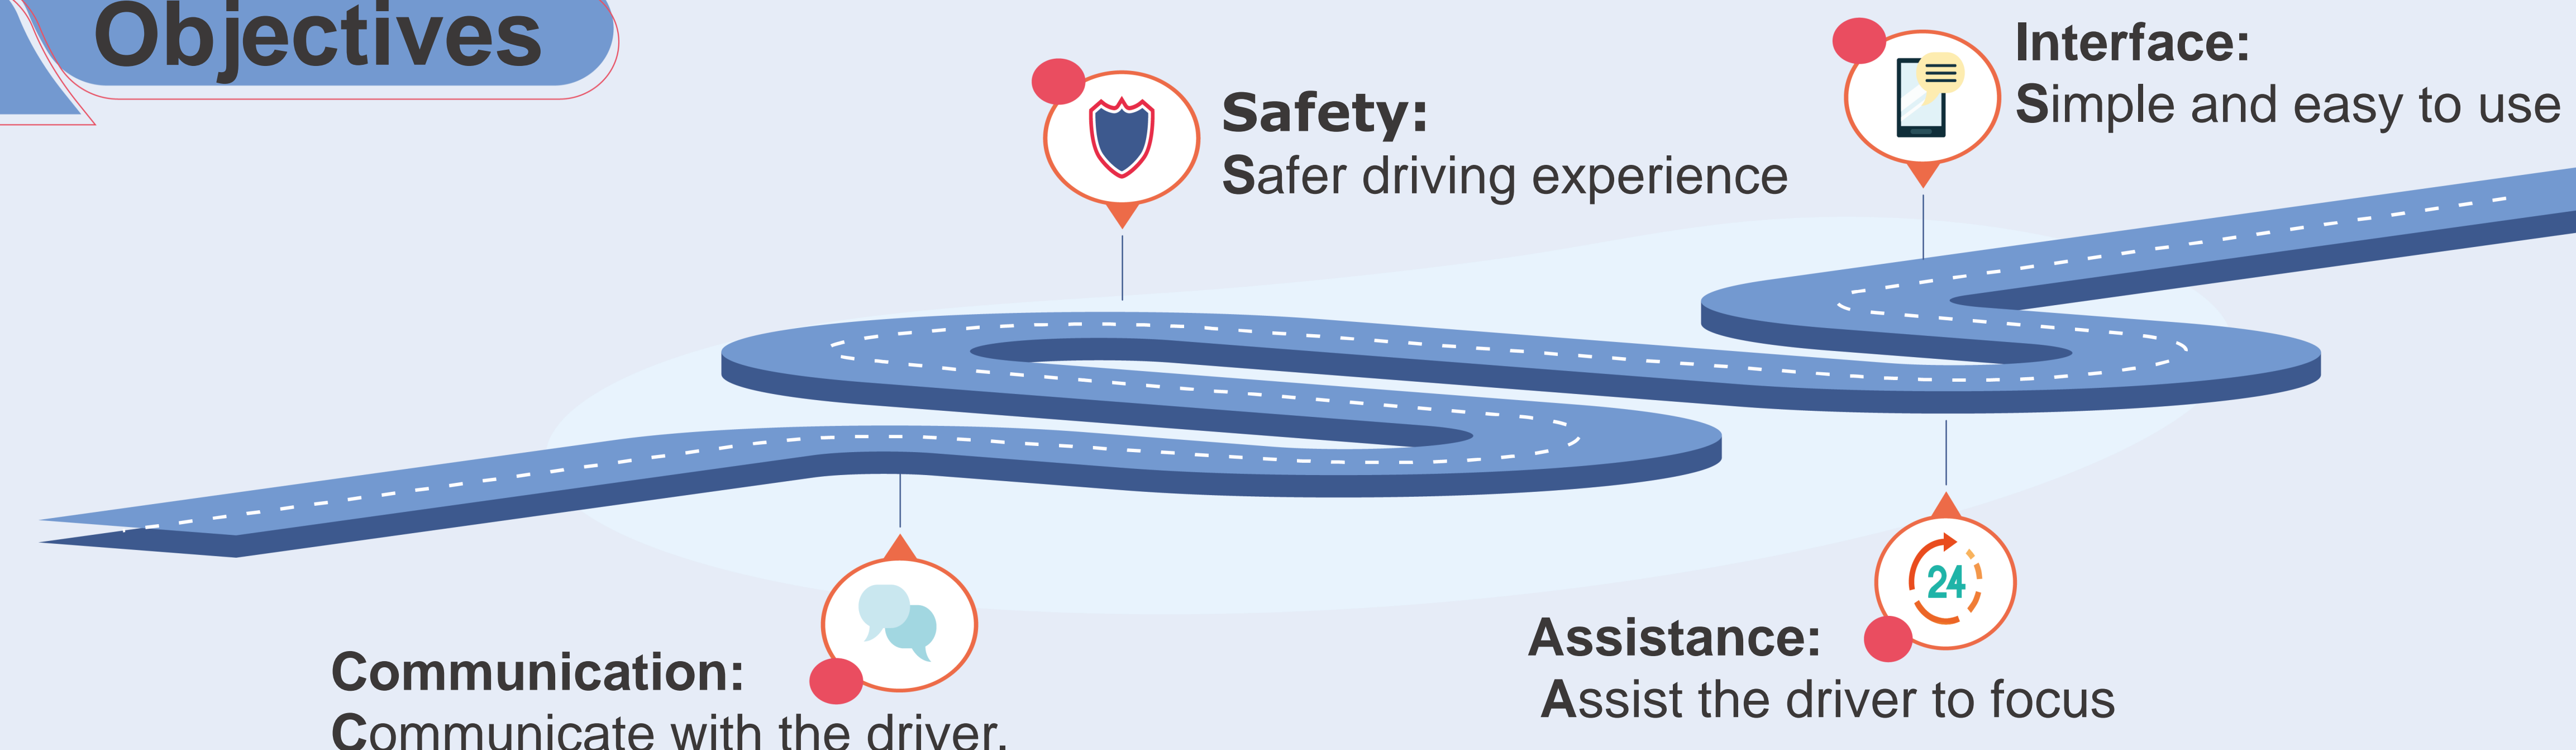 Objectives
Safety:
Safer driving experience
Interface:
Simple and easy to use
Communication:
Communicate with the driver.
Assistance:
Assist the driver to focus
24